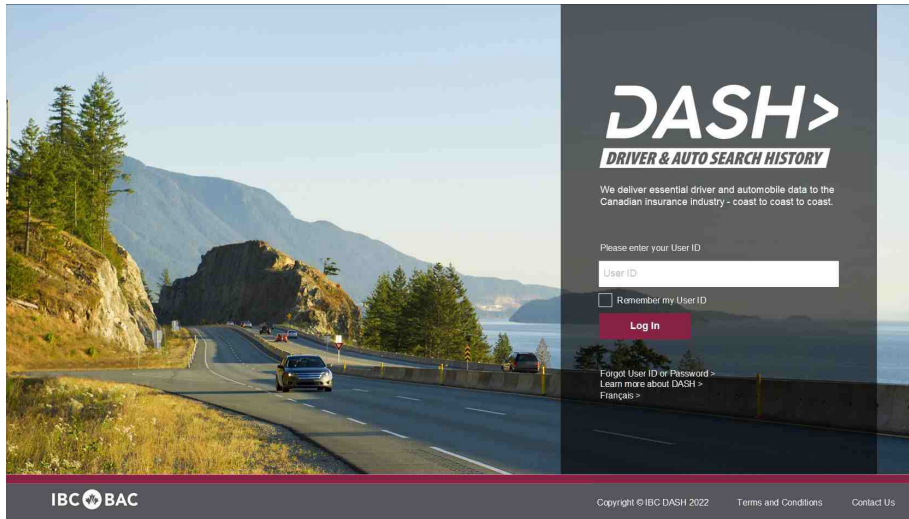 DASH>
DRIVER & AUTO SEARCH HISTORY
We deliver essential driver and automobile data to the
Canadian insurance industry - coast to coast to coast.
Please enter your User ID
User ID
Remember my User ID
Log In
Forgot User ID or Password >
Learn more about DASH >
Français >
IBC BAC
Copyright © IBC DASH 2022 Terms and Conditions Contact Us